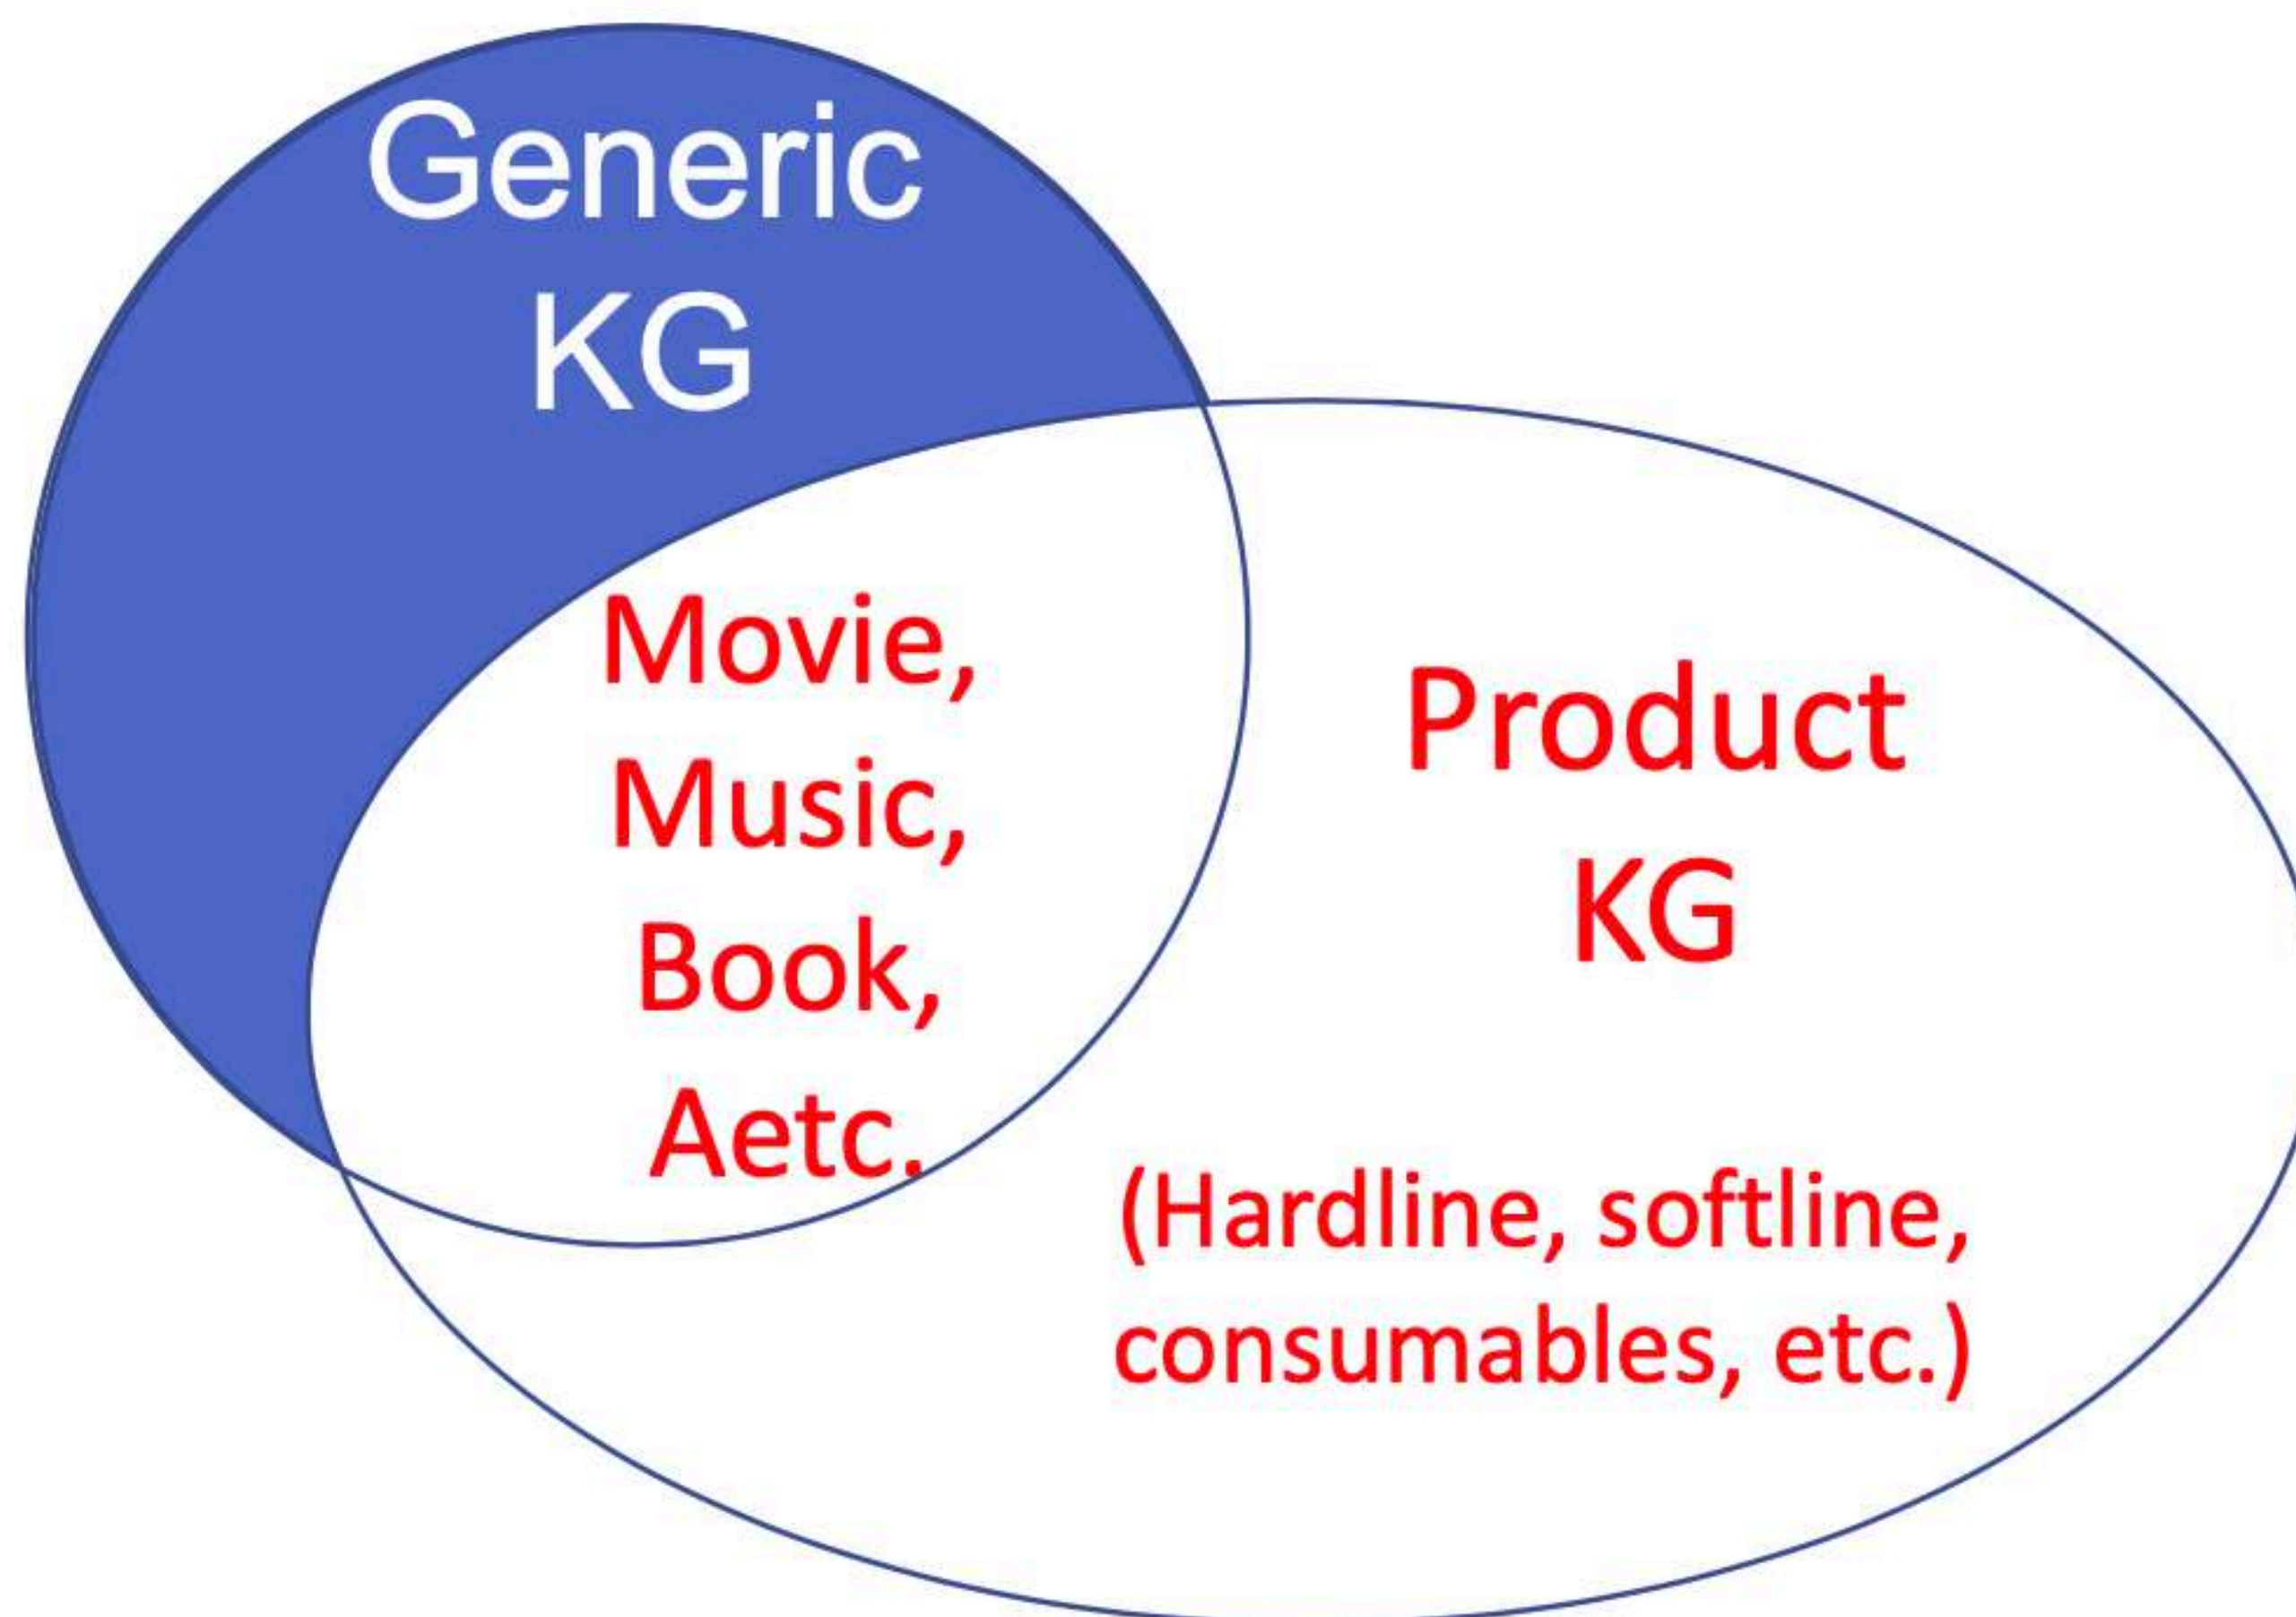 Generic
KG
Movie,
Music,
Book,
Aetc.
Product
KG
(Hardline, softline,
consumables, etc.)